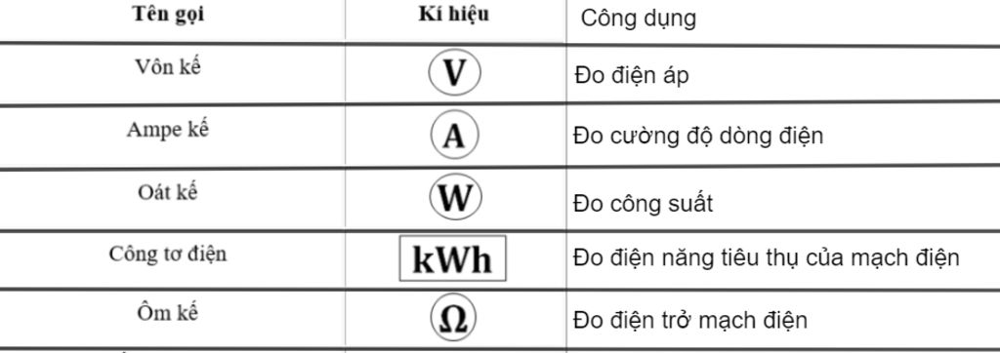 Tên gọi Kí hiệu Công dụng
Vôn kế V Đo điện áp
Ampe kế A Đo cường độ dòng điện
Oát kế W Đo công suất
Công tơ điện kWh Đo điện năng tiêu thụ của mạch điện
Ôm kế Ω Đo điện trở mạch điện